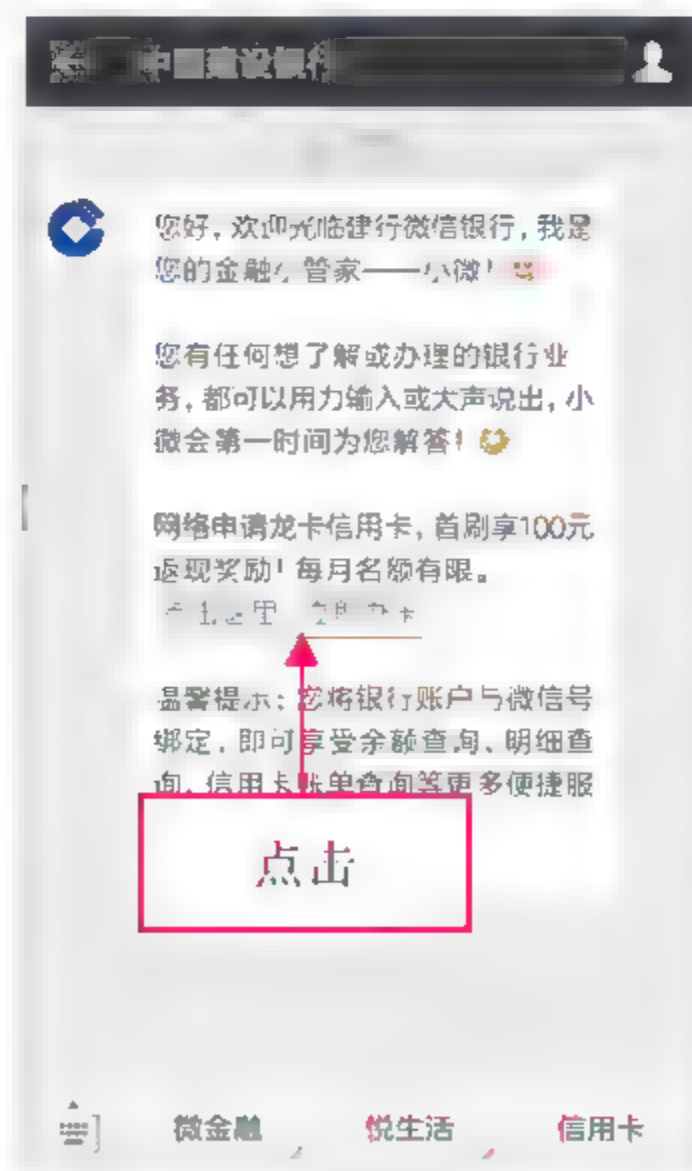 中国建设银行
您好，欢迎光临建行微信银行，我是
您的金融小管家——小微！
您有任何想了解或办理的银行业
务，都可以用力输入或大声说出，小
微会第一时间为您解答！
网络申请龙卡信用卡，首刷享100元
返现奖励！每月名额有限。
温馨提示：您将银行账户与微信号
绑定，即可享受余额查询、明细查
询、信用卡账单查询等更多便捷服
点击
微金融
悦生活
信用卡